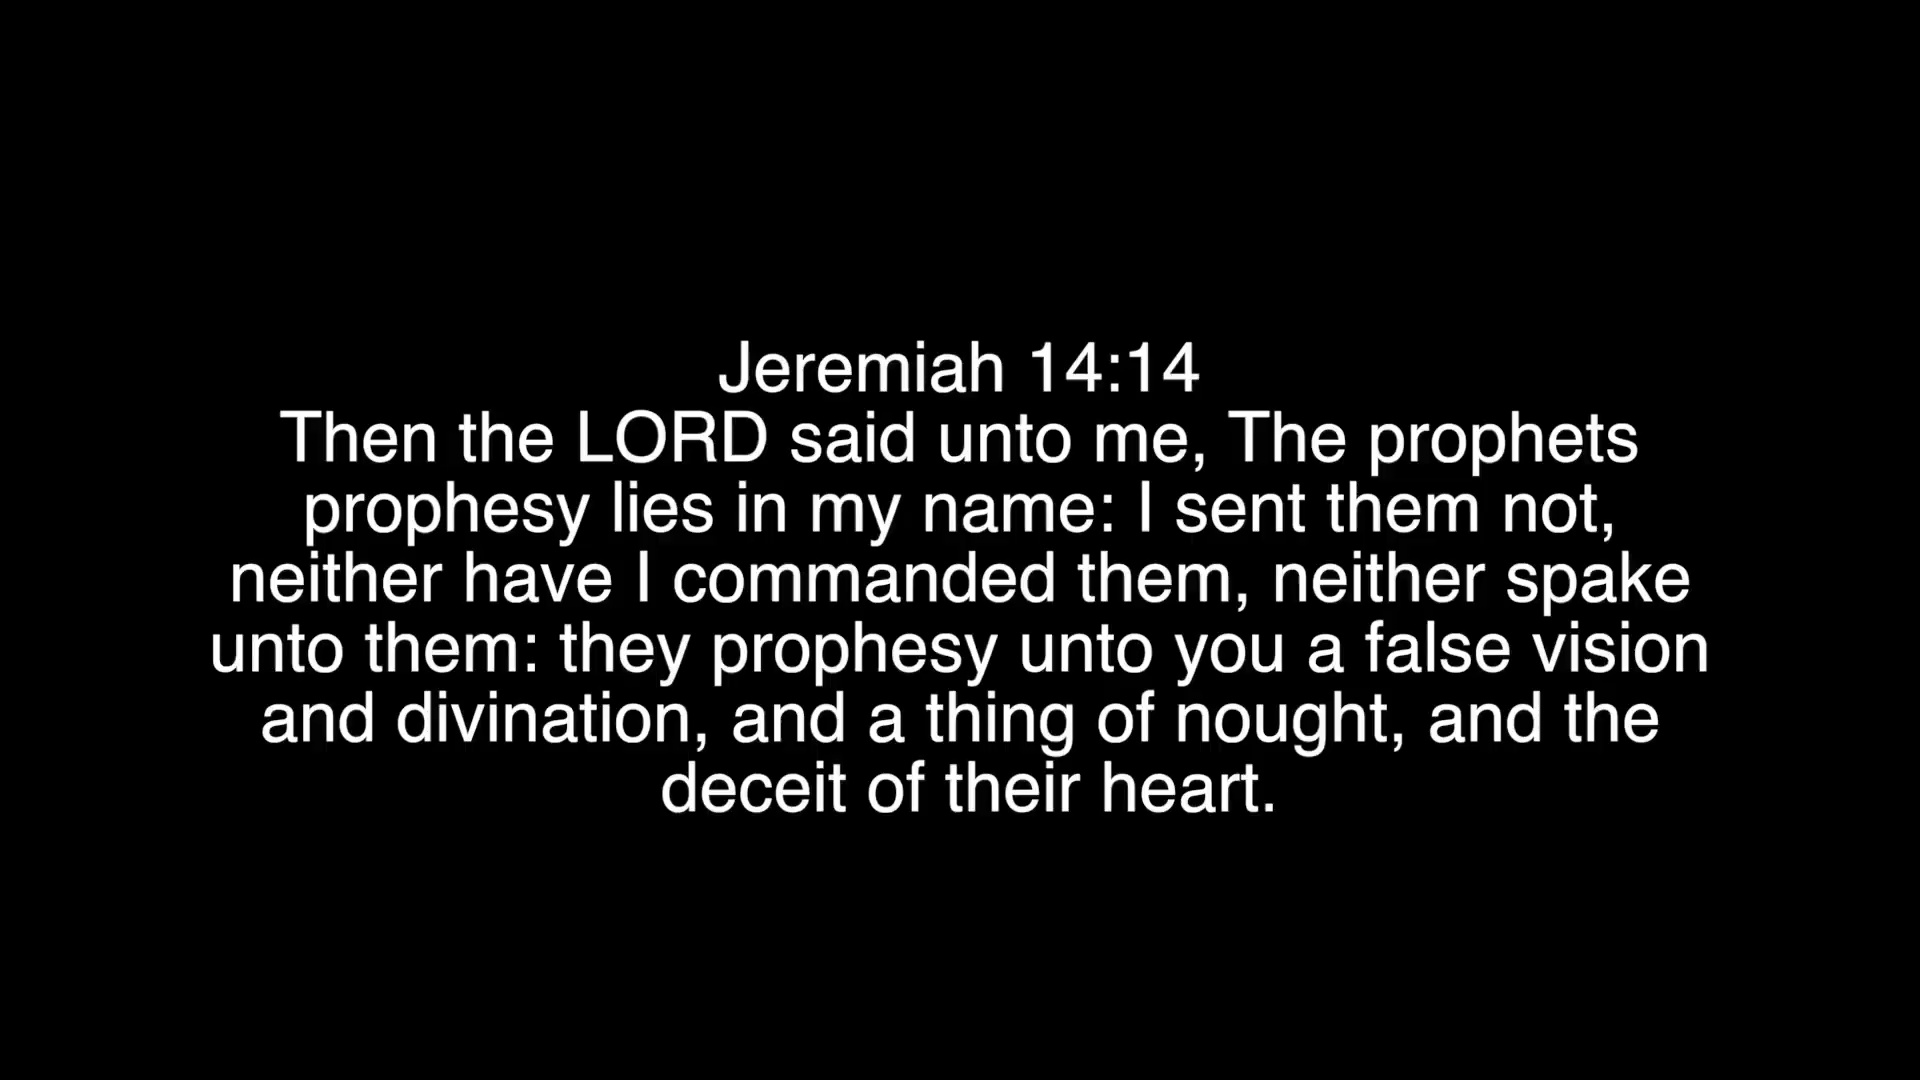 Jeremiah 14:14
Then the LORD said unto me, The prophets
prophesy lies in my name: I sent them not,
neither have I commanded them, neither spake
unto them: they prophesy unto you a false vision
and divination, and a thing of nought, and the
deceit of their heart.